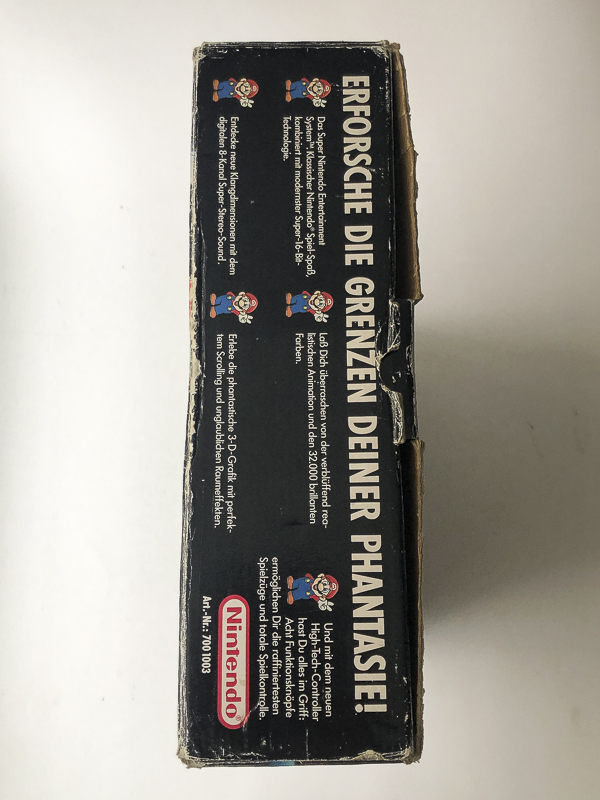 ERFORSCHE DIE GRENZEN DEINER PHANTASIE!
Das Super Nintendo Entertainment
System™ Klassischer Nintendo® Spiel-Spaß,
kombiniert mit modernster Super-16-Bit-
Technologie.
Laß Dich überraschen von der verblüffend rea-
listischen Animation und den 32.000 brillanten
Farben.
Und mit dem neuen
High-Tech-Controller
hast Du alles im Griff:
Acht Funktionsknöpfe
ermöglichen Dir die raffiniertesten
Spielzüge und totale Spielkontrolle.
Entdecke neue Klangdimensionen mit dem
digitalen 8-Kanal Super-Stereo-Sound.
Erlebe die phantastische 3-D-Grafik mit perfek-
tem Scrolling und unglaublichen Raumeffekten.
Nintendo®
Art.-Nr.: 7001003